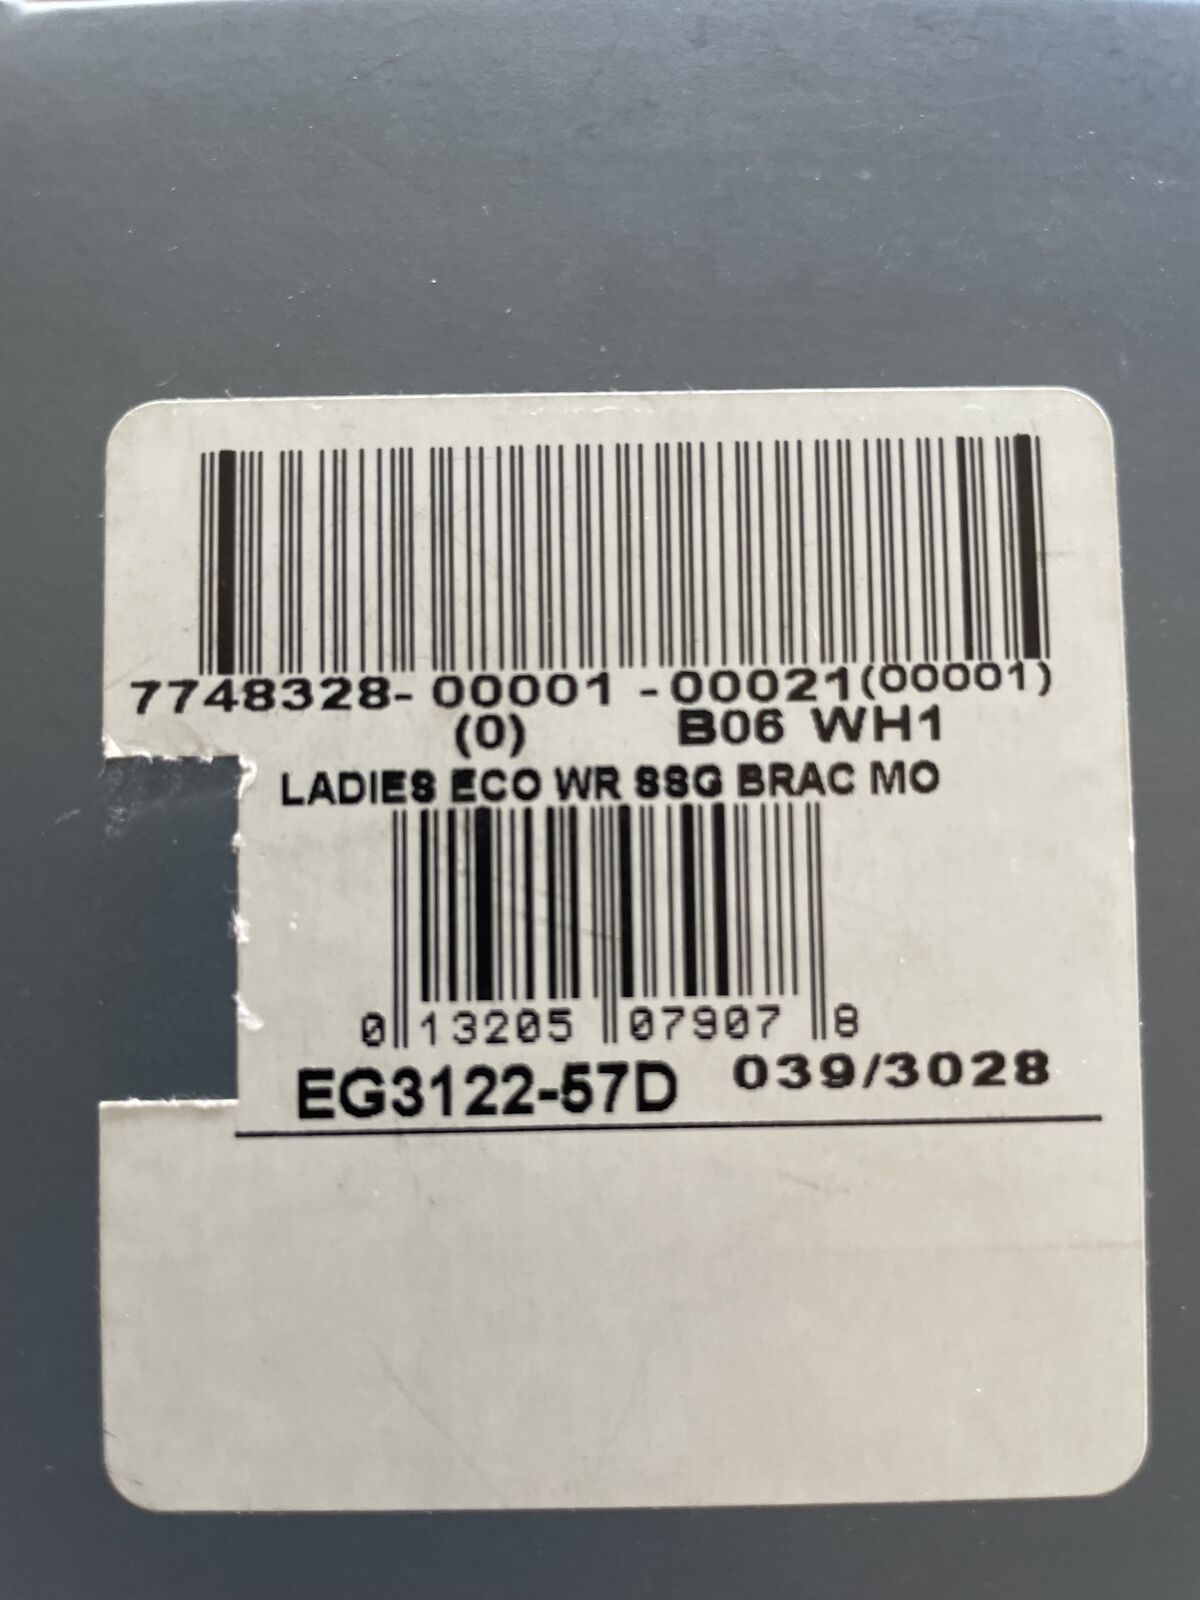 7748328-00001-00021(00001)
(0) B06 WH1
LADIES ECO WR SSG BRAC MO
0 13205 07907 8
EG3122-57D 039/3028